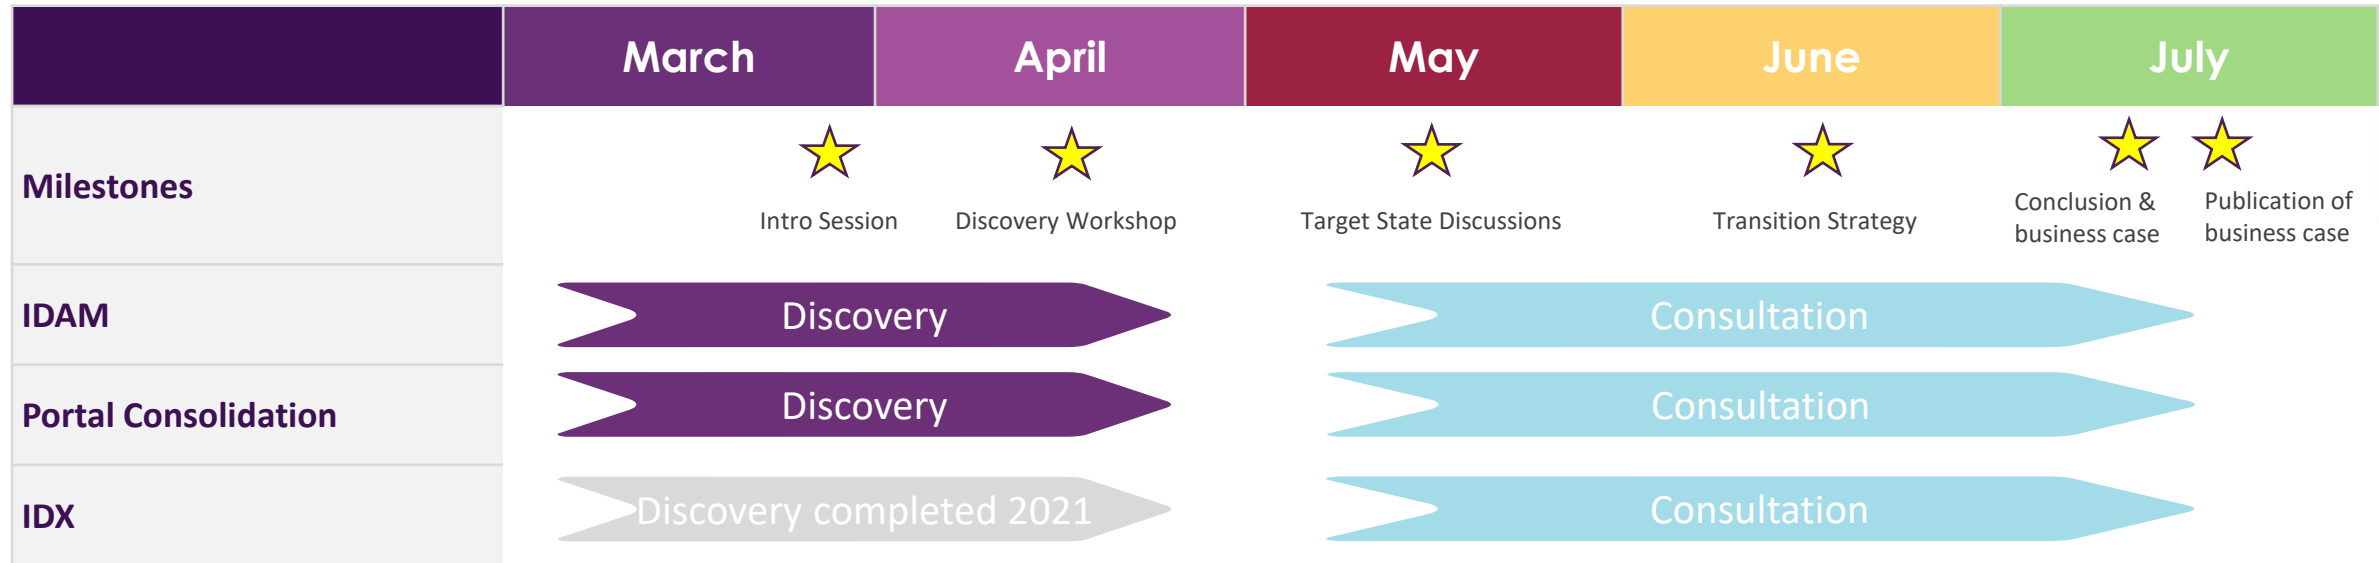 March
April
May
June
July
Milestones
Intro Session
Discovery Workshop
Target State Discussions
Transition Strategy
Conclusion &
business case
Publication of
business case
IDAM
Discovery
Consultation
Portal Consolidation
Discovery
Consultation
IDX
Discovery completed 2021
Consultation